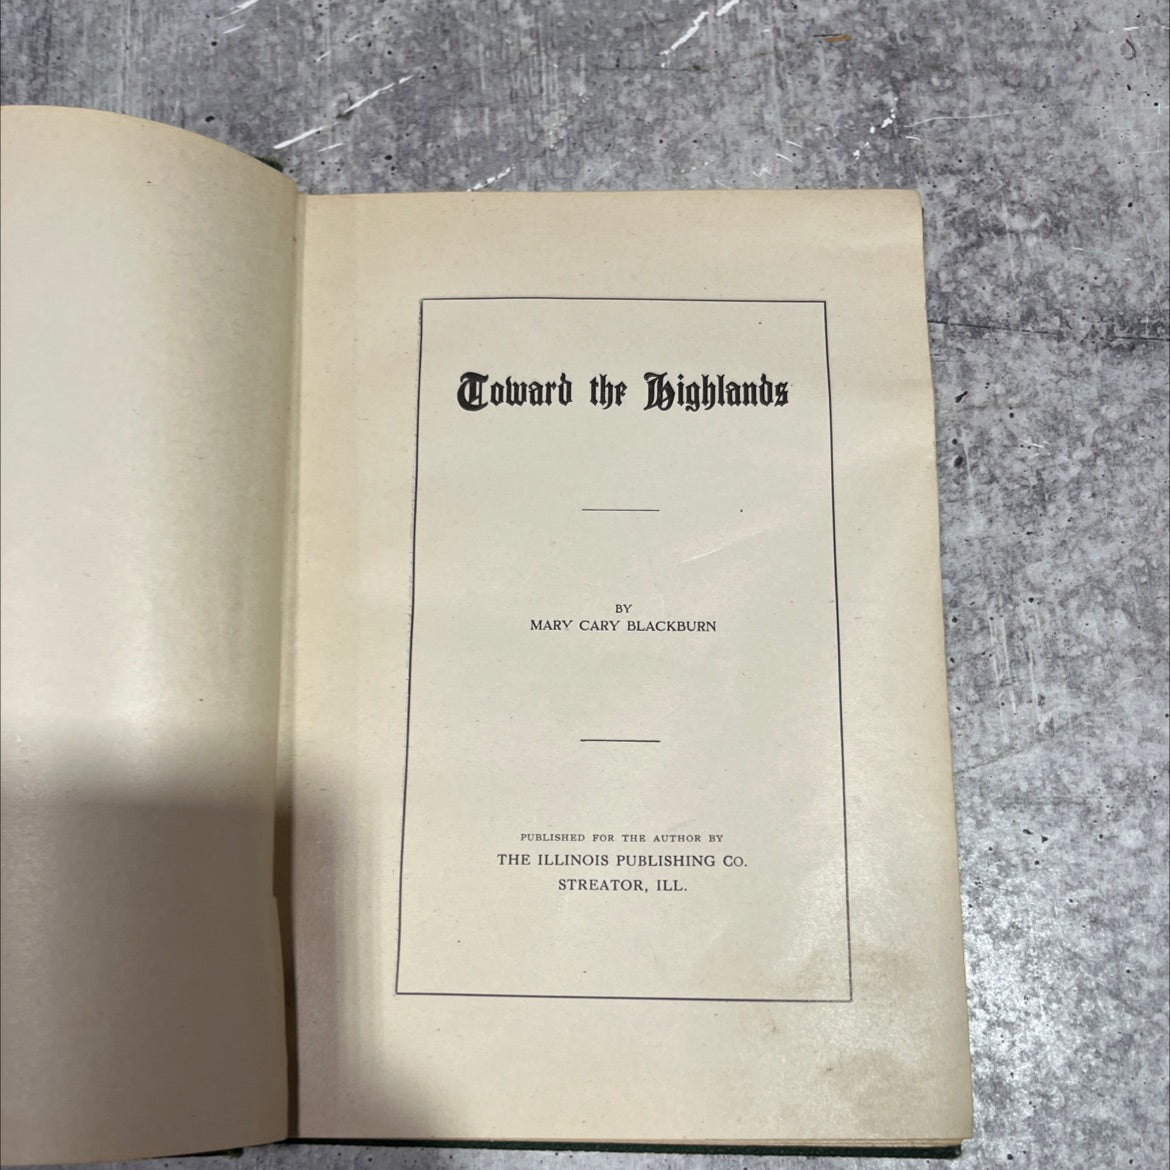 Toward the Highlands
BY
MARY CARY BLACKBURN
PUBLISHED FOR THE AUTHOR BY
THE ILLINOIS PUBLISHING CO.
STREATOR, ILL.